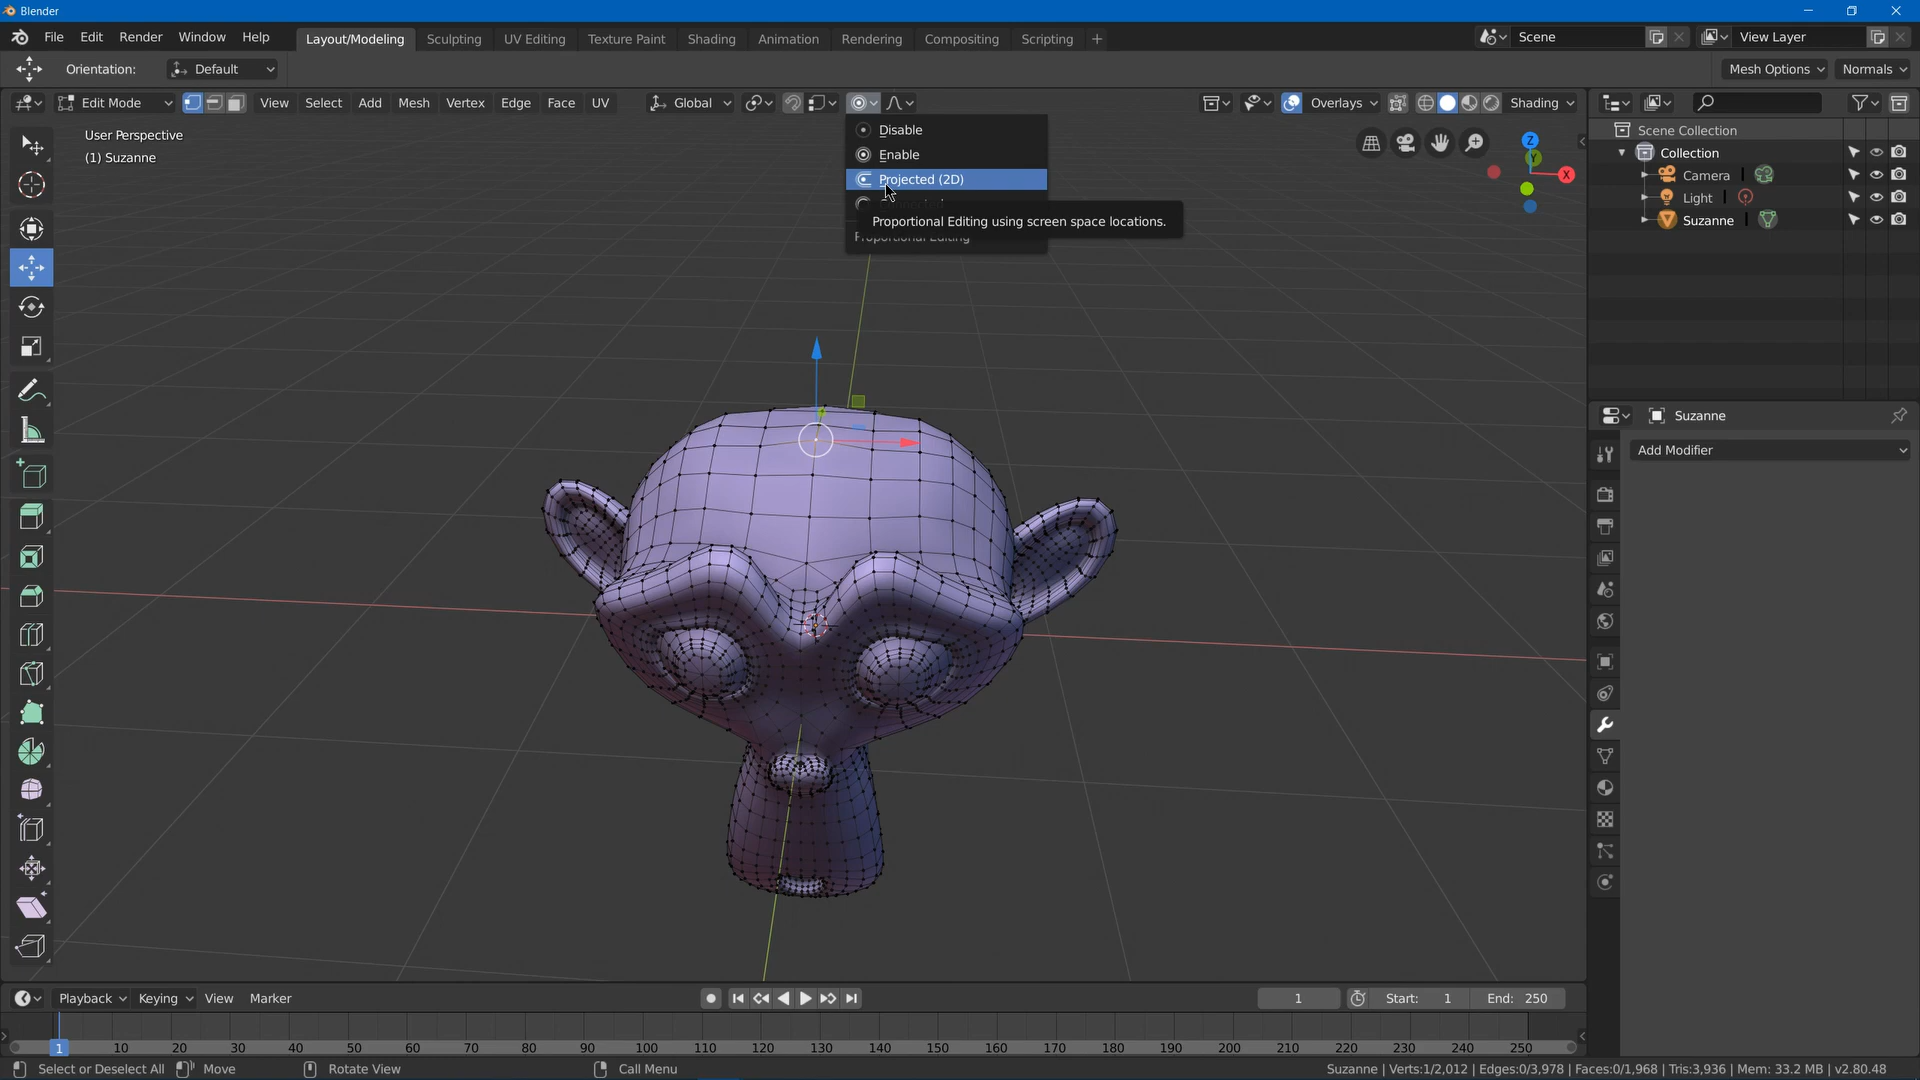 Blender
File Edit Render Window Help Layout/Modeling Sculpting UV Editing Texture Paint Shading Animation Rendering Compositing Scripting + Scene View Layer
Orientation: Default Mesh Options Normals
Edit Mode View Select Add Mesh Vertex Edge Face UV Global Overlays Shading
User Perspective
(1) Suzanne
Disable
Enable
Projected (2D)
Proportional Editing using screen space locations.
Proportional Editing
Z
Y
X
Scene Collection
Collection
Camera
Light
Suzanne
Suzanne
Add Modifier
Playback Keying View Marker 1 Start: 1 End: 250
1 10 20 30 40 50 60 70 80 90 100 110 120 130 140 150 160 170 180 190 200 210 220 230 240 250
Select or Deselect All Move Rotate View Call Menu Suzanne | Verts:1/2,012 | Edges:0/3,978 | Faces:0/1,968 | Tris:3,936 | Mem: 33.2 MB | v2.80.48